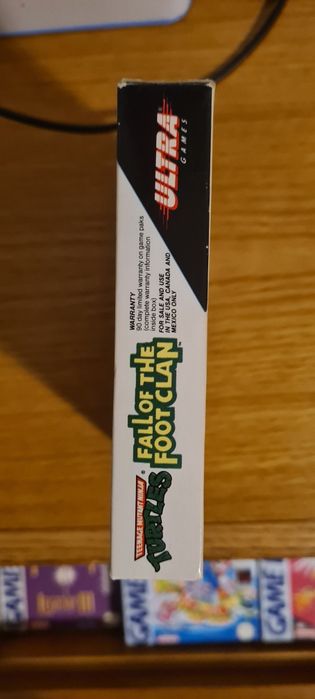 TEENAGE MUTANT NINJA
TURTLES®
FALL OF THE
FOOT CLAN™
WARRANTY
90 day limited warranty on game paks
(complete warranty information
inside box)
FOR SALE AND USE
IN THE USA, CANADA AND
MEXICO ONLY
ULTRA®
GAMES
GAME
GAME
GAME